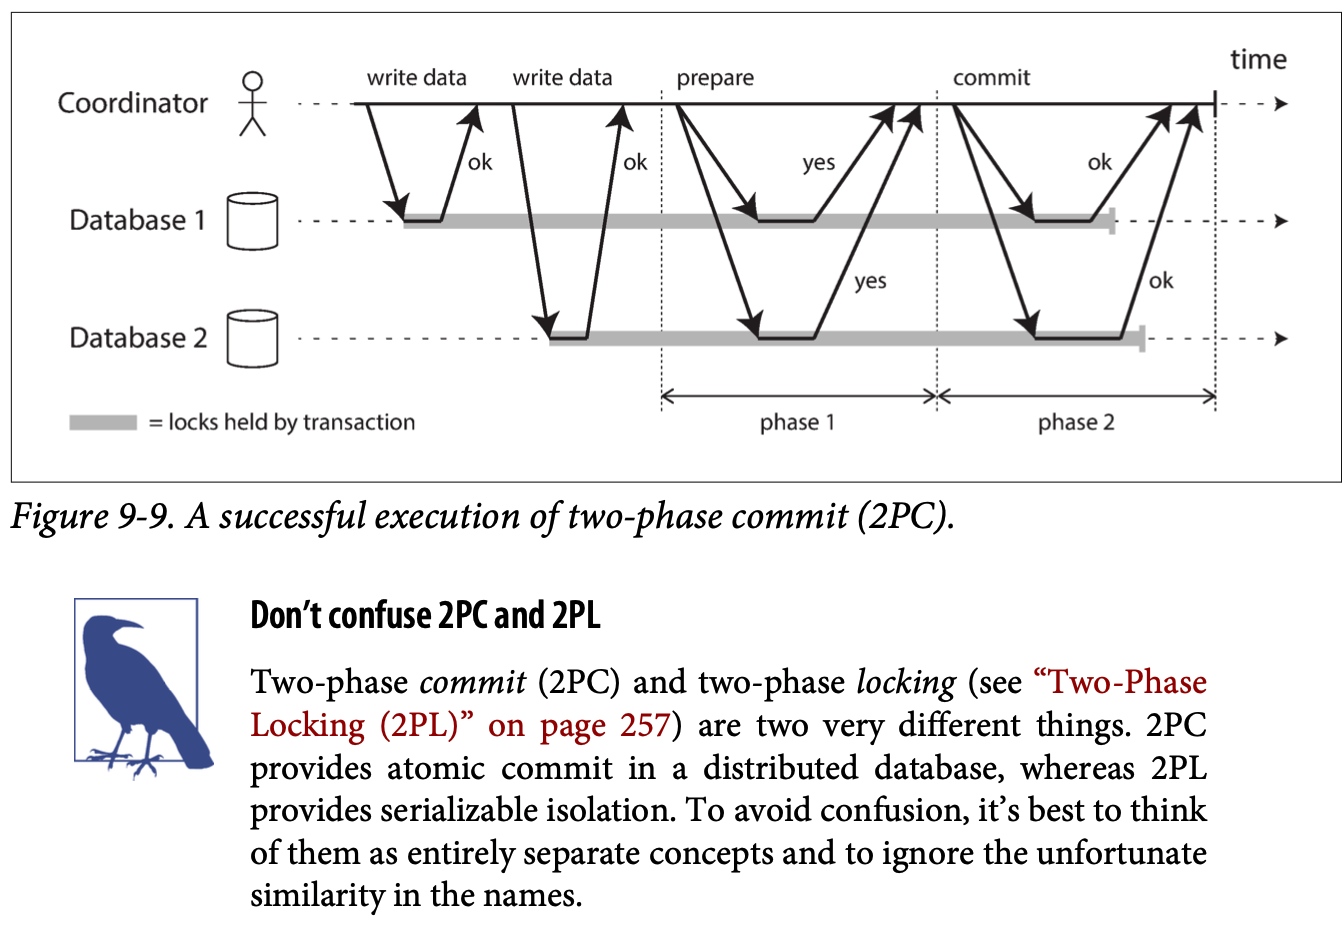 time
write data write data prepare commit
Coordinator
ok ok yes ok
Database 1
yes ok
Database 2
= locks held by transaction phase 1 phase 2
Figure 9-9. A successful execution of two-phase commit (2PC).
Don’t confuse 2PC and 2PL
Two-phase commit (2PC) and two-phase locking (see “Two-Phase
Locking (2PL)” on page 257) are two very different things. 2PC
provides atomic commit in a distributed database, whereas 2PL
provides serializable isolation. To avoid confusion, it’s best to think
of them as entirely separate concepts and to ignore the unfortunate
similarity in the names.